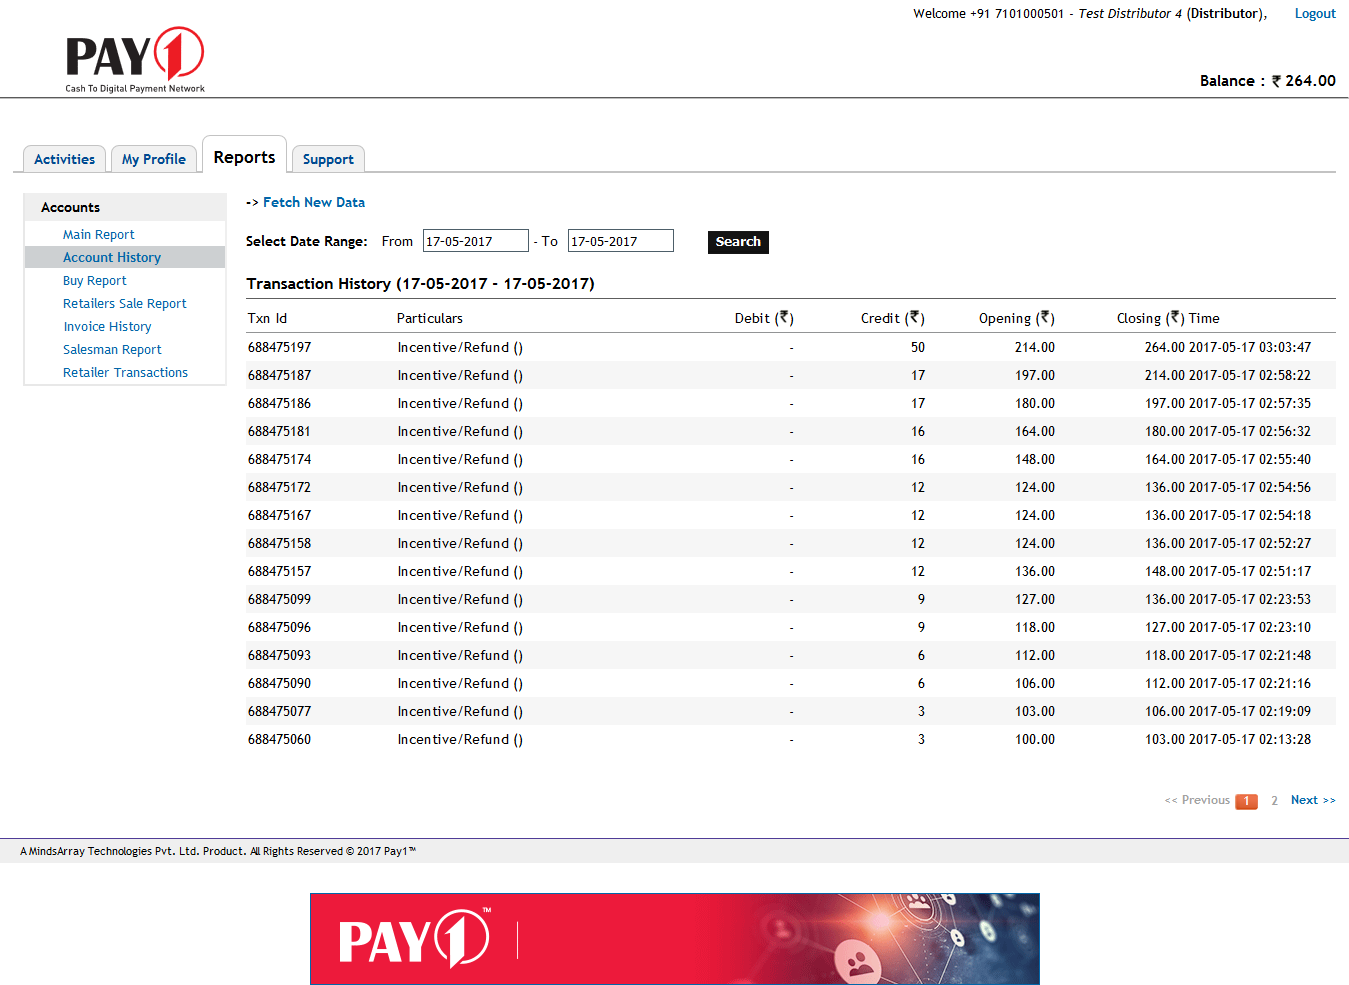 Welcome +91 7101000501 - Test Distributor 4 (Distributor), Logout
PAY1
Cash To Digital Payment Network
Balance : ₹ 264.00
Activities My Profile Reports Support
Accounts
Main Report
Account History
Buy Report
Retailers Sale Report
Invoice History
Salesman Report
Retailer Transactions
-> Fetch New Data
Select Date Range: From 17-05-2017 - To 17-05-2017 Search
Transaction History (17-05-2017 - 17-05-2017)
Txn Id Particulars Debit (₹) Credit (₹) Opening (₹) Closing (₹) Time
688475197 Incentive/Refund () - 50 214.00 264.00 2017-05-17 03:03:47
688475187 Incentive/Refund () - 17 197.00 214.00 2017-05-17 02:58:22
688475186 Incentive/Refund () - 17 180.00 197.00 2017-05-17 02:57:35
688475181 Incentive/Refund () - 16 164.00 180.00 2017-05-17 02:56:32
688475174 Incentive/Refund () - 16 148.00 164.00 2017-05-17 02:55:40
688475172 Incentive/Refund () - 12 124.00 136.00 2017-05-17 02:54:56
688475167 Incentive/Refund () - 12 124.00 136.00 2017-05-17 02:54:18
688475158 Incentive/Refund () - 12 124.00 136.00 2017-05-17 02:52:27
688475157 Incentive/Refund () - 12 136.00 148.00 2017-05-17 02:51:17
688475099 Incentive/Refund () - 9 127.00 136.00 2017-05-17 02:23:53
688475096 Incentive/Refund () - 9 118.00 127.00 2017-05-17 02:23:10
688475093 Incentive/Refund () - 6 112.00 118.00 2017-05-17 02:21:48
688475090 Incentive/Refund () - 6 106.00 112.00 2017-05-17 02:21:16
688475077 Incentive/Refund () - 3 103.00 106.00 2017-05-17 02:19:09
688475060 Incentive/Refund () - 3 100.00 103.00 2017-05-17 02:13:28
<< Previous 1 2 Next >>
A MindsArray Technologies Pvt. Ltd. Product. All Rights Reserved © 2017 Pay1™
PAY1™